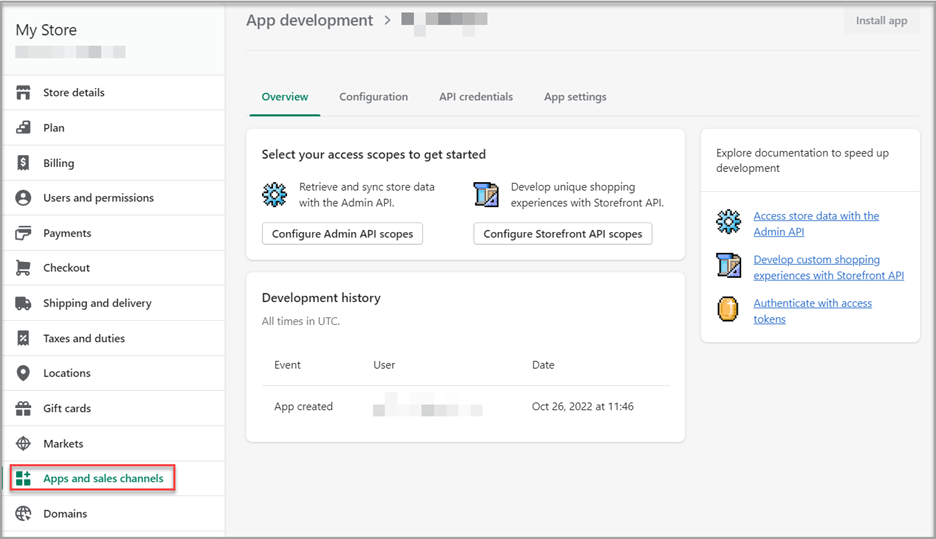 My Store
Store details
Plan
Billing
Users and permissions
Payments
Checkout
Shipping and delivery
Taxes and duties
Locations
Gift cards
Markets
Apps and sales channels
Domains
App development >
Install app
Overview Configuration API credentials App settings
Select your access scopes to get started
Retrieve and sync store data
with the Admin API.
Configure Admin API scopes
Develop unique shopping
experiences with Storefront API.
Configure Storefront API scopes
Development history
All times in UTC.
Event User Date
App created Oct 26, 2022 at 11:46
Explore documentation to speed up
development
Access store data with the
Admin API
Develop custom shopping
experiences with Storefront API
Authenticate with access
tokens